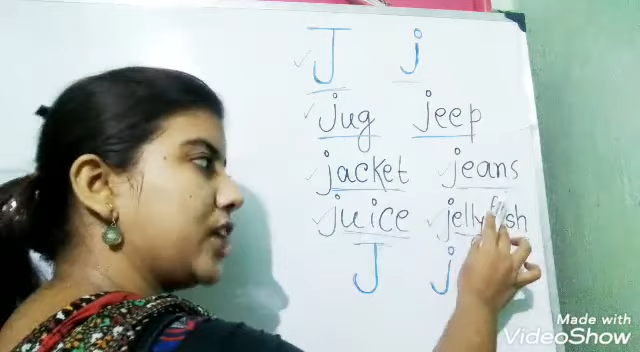 J j
jug jeep
jacket jeans
juice jellyfish
J j
Made with
VideoShow